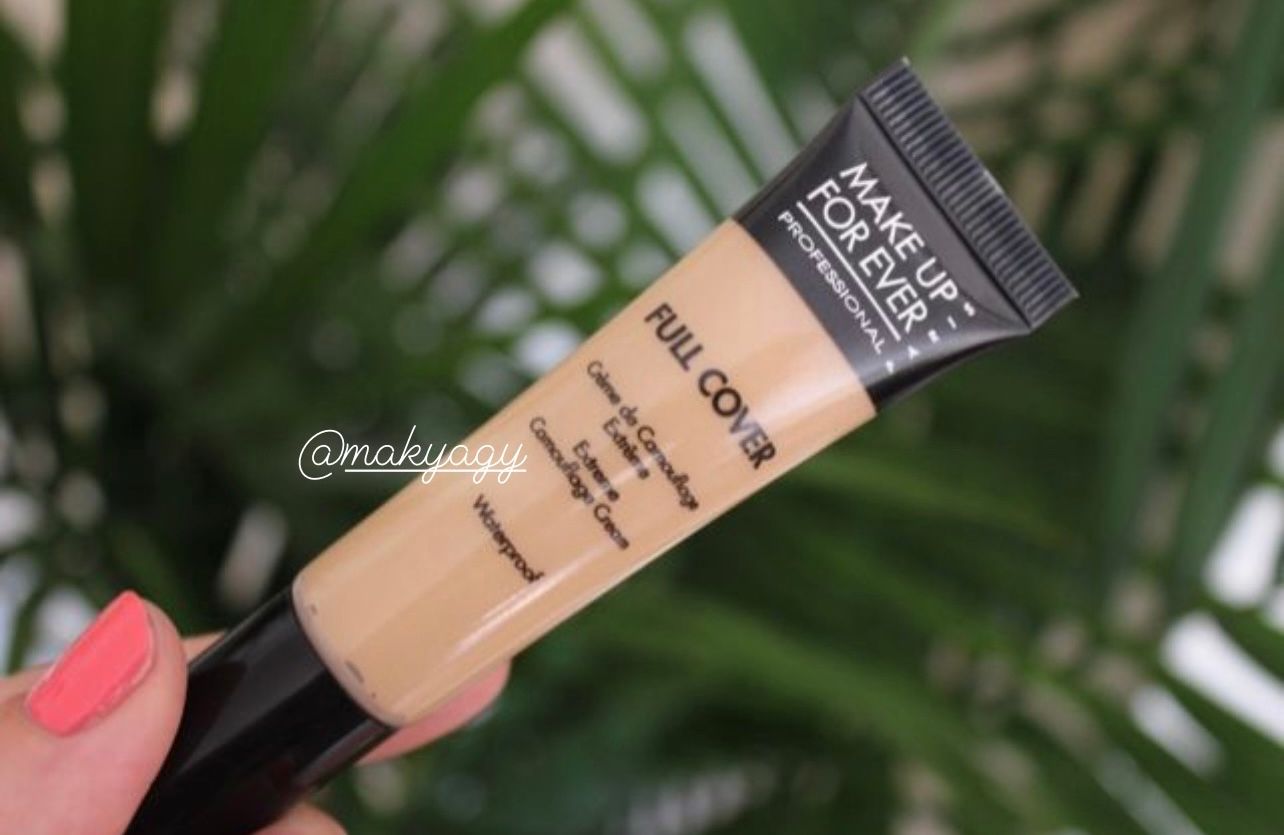 MAKE UP
FOR EVER
PROFESSIONAL
FULL COVER
Crème de Camouflage
Extrême
Extreme
Camouflage Cream
Waterproof
@makyagy